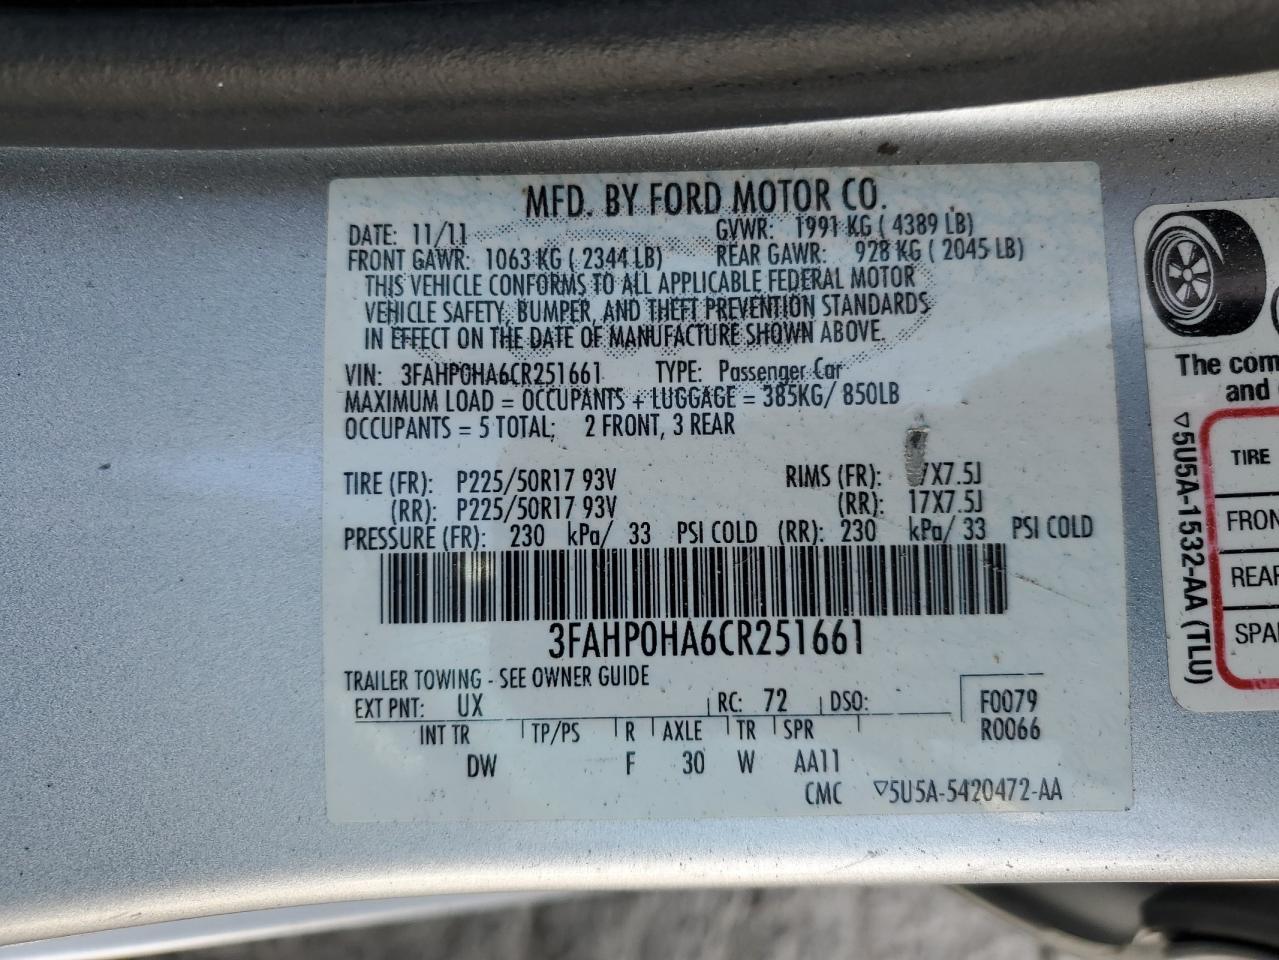 MFD. BY FORD MOTOR CO.
DATE: 11/11 GVWR: 1991 KG ( 4389 LB)
FRONT GAWR: 1063 KG ( 2344 LB) REAR GAWR: 928 KG ( 2045 LB)
THIS VEHICLE CONFORMS TO ALL APPLICABLE FEDERAL MOTOR
VEHICLE SAFETY, BUMPER, AND THEFT PREVENTION STANDARDS
IN EFFECT ON THE DATE OF MANUFACTURE SHOWN ABOVE.
VIN: 3FAHP0HA6CR251661 TYPE: Passenger Car
MAXIMUM LOAD = OCCUPANTS + LUGGAGE = 385KG/ 850LB
OCCUPANTS = 5 TOTAL; 2 FRONT, 3 REAR
TIRE (FR): P225/50R17 93V RIMS (FR): 7X7.5J
(RR): P225/50R17 93V (RR): 17X7.5J
PRESSURE (FR): 230 kPa/ 33 PSI COLD (RR): 230 kPa/ 33 PSI COLD
3FAHP0HA6CR251661
TRAILER TOWING - SEE OWNER GUIDE
EXT PNT: UX RC: 72 DSO: F0079
INT TR TP/PS R AXLE TR SPR R0066
DW F 30 W AA11
CMC ▽5U5A-5420472-AA
The com
and
▽5U5A-1532-AA (TLU)
TIRE
FRON
REAR
SPA